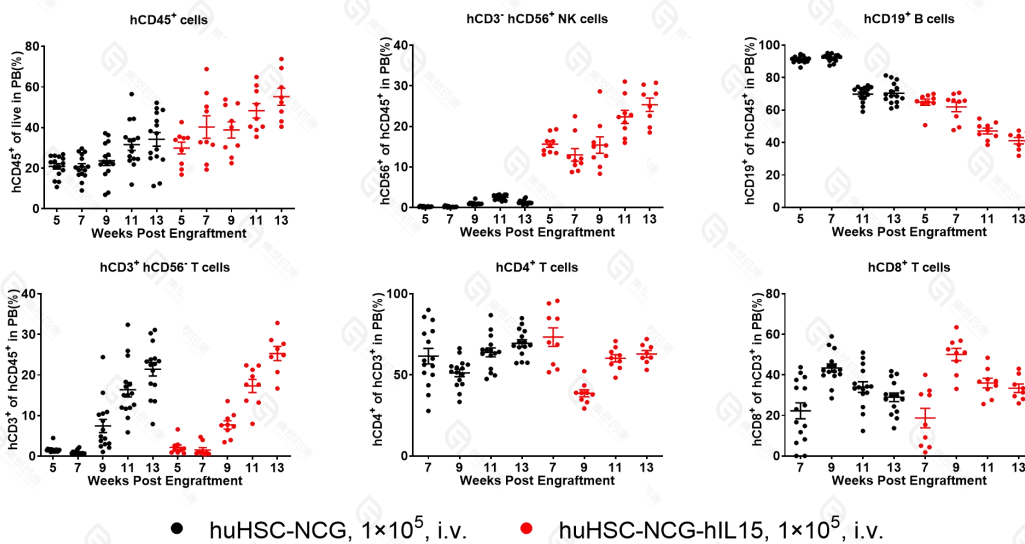 hCD45⁺ cells
hCD45⁺ of live in PB(%)
80
60
40
20
0
5 7 9 11 13 5 7 9 11 13
Weeks Post Engraftment
hCD3⁻ hCD56⁺ NK cells
hCD56⁺ of hCD45⁺ in PB(%)
40
30
20
10
0
5 7 9 11 13 5 7 9 11 13
Weeks Post Engraftment
hCD19⁺ B cells
hCD19⁺ of hCD45⁺ in PB(%)
100
80
60
40
20
0
5 7 9 11 13 5 7 9 11 13
Weeks Post Engraftment
hCD3⁺ hCD56⁻ T cells
hCD3⁺ of hCD45⁺ in PB(%)
40
30
20
10
0
5 7 9 11 13 5 7 9 11 13
Weeks Post Engraftment
hCD4⁺ T cells
hCD4⁺ of hCD3⁺ in PB(%)
100
50
0
7 9 11 13 7 9 11 13
Weeks Post Engraftment
hCD8⁺ T cells
hCD8⁺ of hCD3⁺ in PB(%)
80
60
40
20
0
7 9 11 13 7 9 11 13
Weeks Post Engraftment
huHSC-NCG, 1×10⁵, i.v.
huHSC-NCG-hIL15, 1×10⁵, i.v.